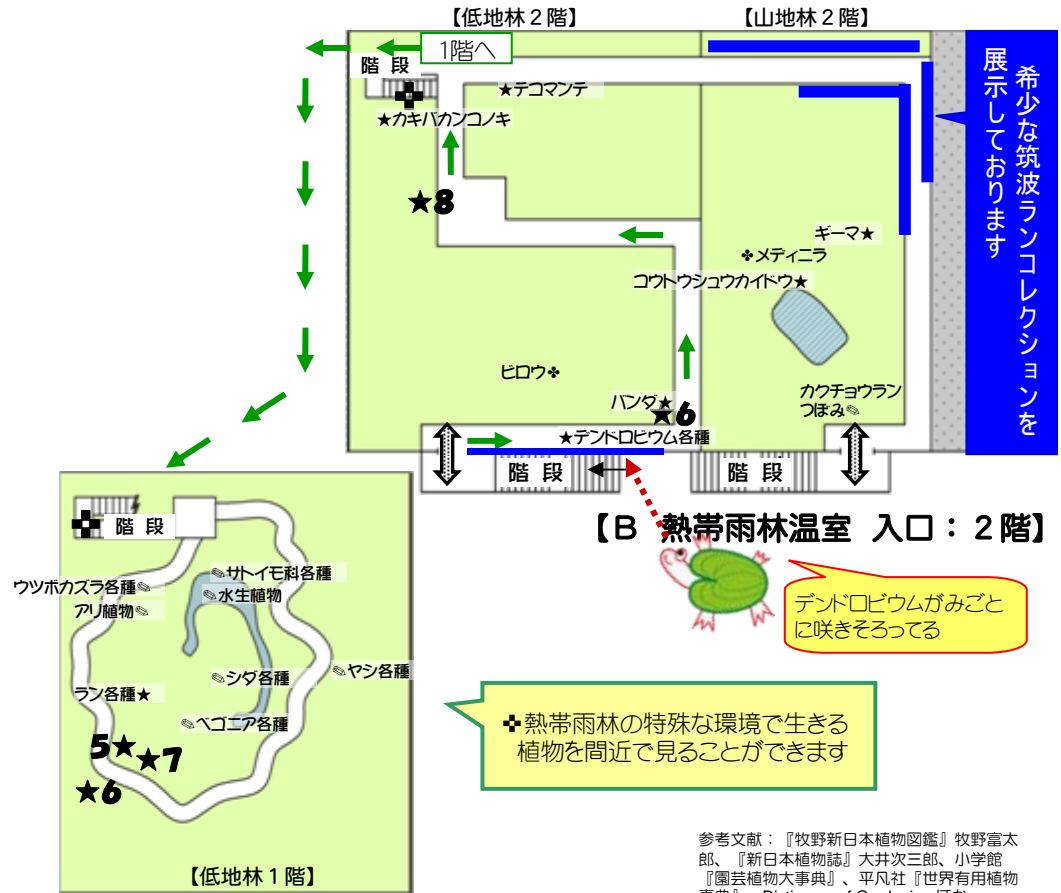 【低地林２階】
【山地林２階】
1階へ
階 段
★テコマンテ
★カキバカンコノキ
★8
ギーマ★
✤メディニラ
コウトウシュウカイドウ★
ビロウ✤
バンダ★
★6
カクチョウラン
つぼみ✎
★デンドロビウム各種
階 段
階 段
希少な筑波ランコレクションを
展示しております
【B 熱帯雨林温室 入口：２階】
デンドロビウムがみごと
に咲きそろってる
階 段
ウツボカズラ各種✎
アリ植物✎
✎サトイモ科各種
✎水生植物
✎シダ各種
✎ヤシ各種
ラン各種★
✎ベゴニア各種
5★
★7
★6
【低地林１階】
✤熱帯雨林の特殊な環境で生きる
植物を間近で見ることができます
参考文献：『牧野新日本植物図鑑』牧野富太
郎、『新日本植物誌』大井次三郎、小学館
『園芸植物大事典』、平凡社『世界有用植物